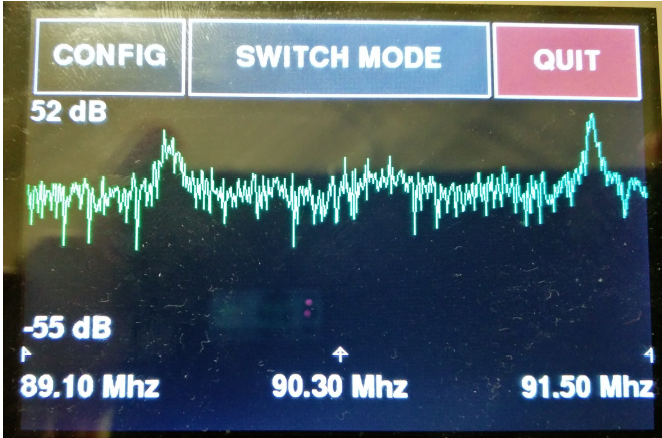 CONFIG SWITCH MODE QUIT
52 dB
-55 dB
89.10 Mhz 90.30 Mhz 91.50 Mhz